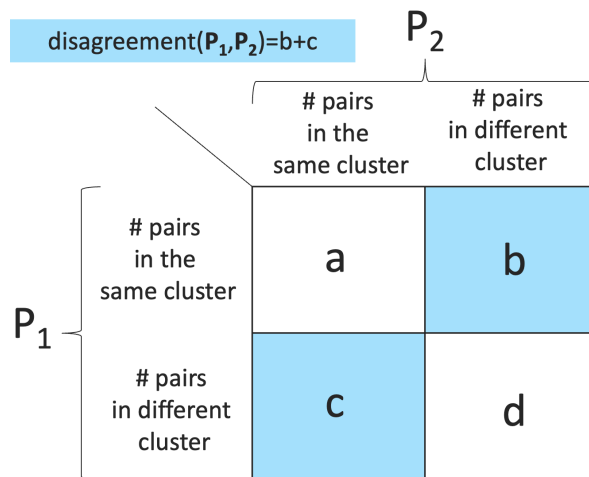 disagreement(P1,P2)=b+c
P2
# pairs
in the
same cluster
# pairs
in different
cluster
# pairs
in the
same cluster
a
b
P1
# pairs
in different
cluster
c
d